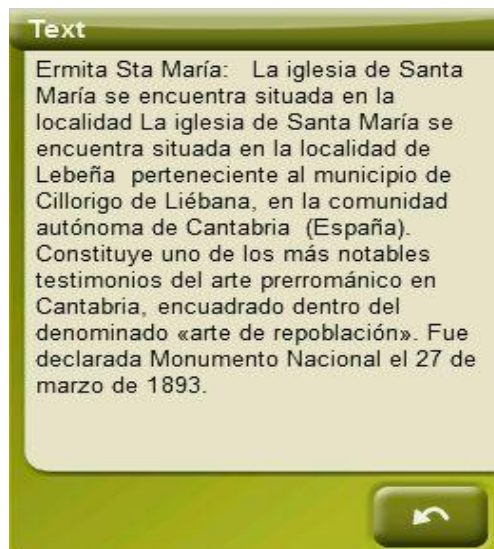 Text
Ermita Sta María:   La iglesia de Santa
María se encuentra situada en la
localidad La iglesia de Santa María se
encuentra situada en la localidad de
Lebeña  perteneciente al municipio de
Cillorigo de Liébana, en la comunidad
autónoma de Cantabria  (España).
Constituye uno de los más notables
testimonios del arte prerrománico en
Cantabria, encuadrado dentro del
denominado «arte de repoblación». Fue
declarada Monumento Nacional el 27 de
marzo de 1893.